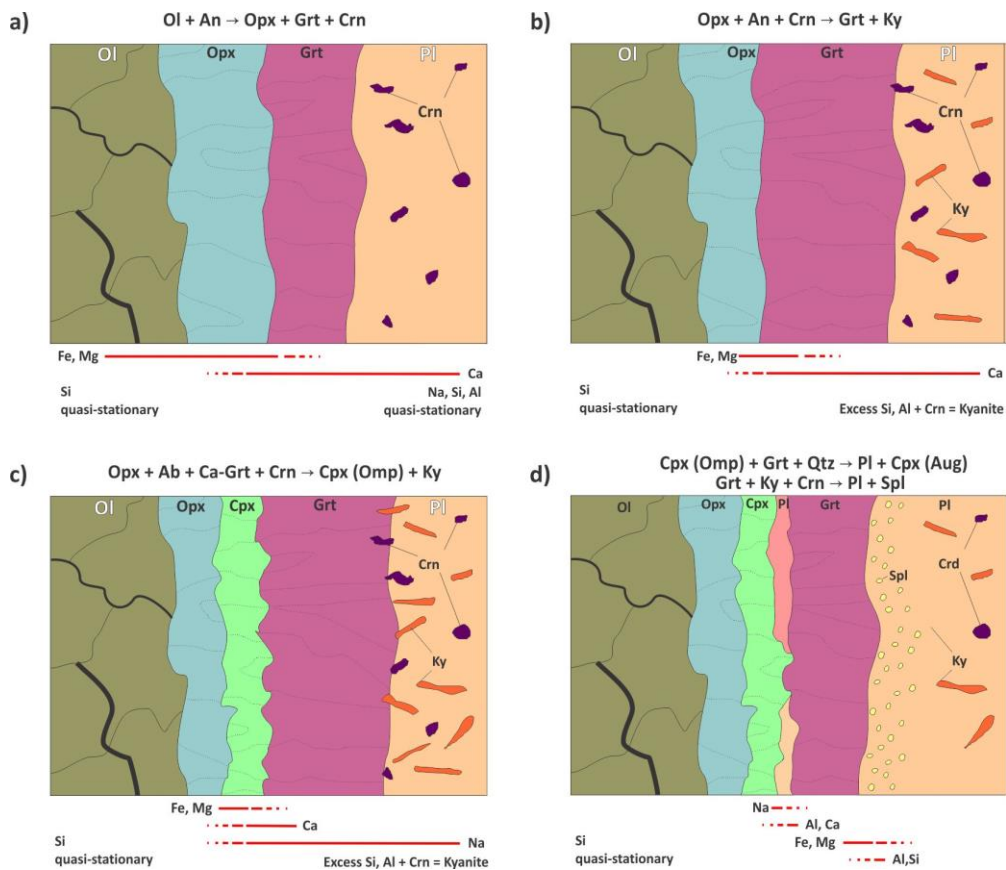 a)
Ol + An → Opx + Grt + Crn
Ol
Opx
Grt
Pl
Crn
Fe, Mg
Ca
Si
quasi-stationary
Na, Si, Al
quasi-stationary
b)
Opx + An + Crn → Grt + Ky
Ol
Opx
Grt
Pl
Crn
Ky
Fe, Mg
Ca
Si
quasi-stationary
Excess Si, Al + Crn = Kyanite
c)
Opx + Ab + Ca-Grt + Crn → Cpx (Omp) + Ky
Ol
Opx
Cpx
Grt
Pl
Crn
Ky
Fe, Mg
Ca
Na
Si
quasi-stationary
Excess Si, Al + Crn = Kyanite
d)
Cpx (Omp) + Grt + Qtz → Pl + Cpx (Aug)
Grt + Ky + Crn → Pl + Spl
Ol
Opx
Cpx
Pl
Grt
Pl
Crd
Spl
Ky
Na
Al, Ca
Fe, Mg
Al,Si
Si
quasi-stationary